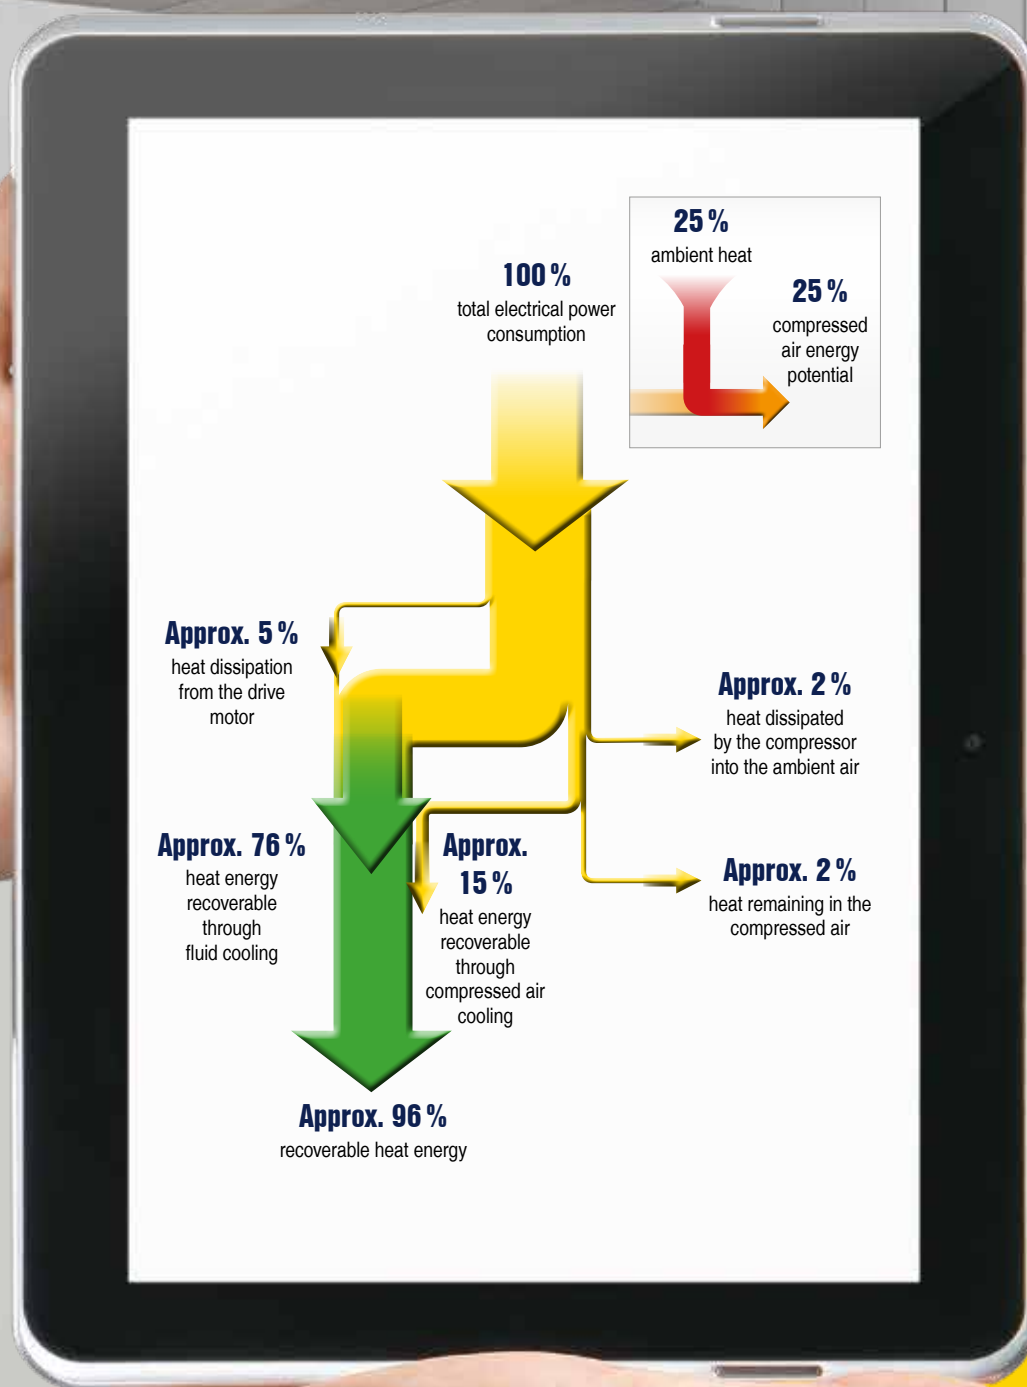 25 %
ambient heat
100 %
total electrical power
consumption
25 %
compressed
air energy
potential
Approx. 5 %
heat dissipation
from the drive
motor
Approx. 2 %
heat dissipated
by the compressor
into the ambient air
Approx. 76 %
heat energy
recoverable
through
fluid cooling
Approx.
15 %
heat energy
recoverable
through
compressed air
cooling
Approx. 2 %
heat remaining in the
compressed air
Approx. 96 %
recoverable heat energy